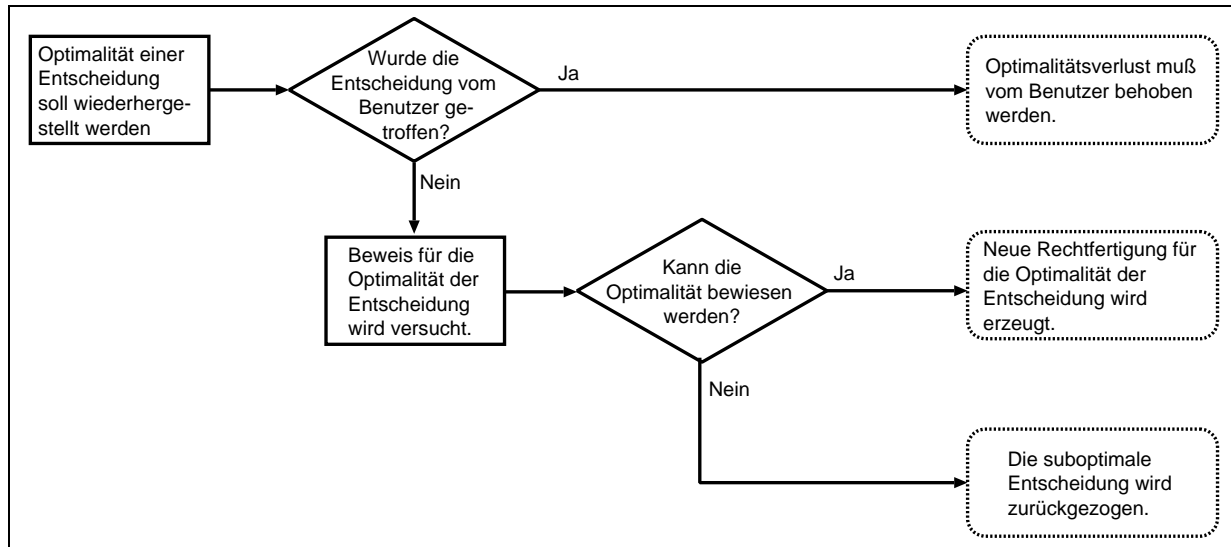 Optimalität einer
Entscheidung
soll wiederherge-
stellt werden
Wurde die
Entscheidung vom
Benutzer ge-
troffen?
Ja
Optimalitätsverlust muß
vom Benutzer behoben
werden.
Nein
Beweis für die
Optimalität der
Entscheidung
wird versucht.
Kann die
Optimalität bewiesen
werden?
Ja
Neue Rechtfertigung für
die Optimalität der
Entscheidung wird
erzeugt.
Nein
Die suboptimale
Entscheidung wird
zurückgezogen.